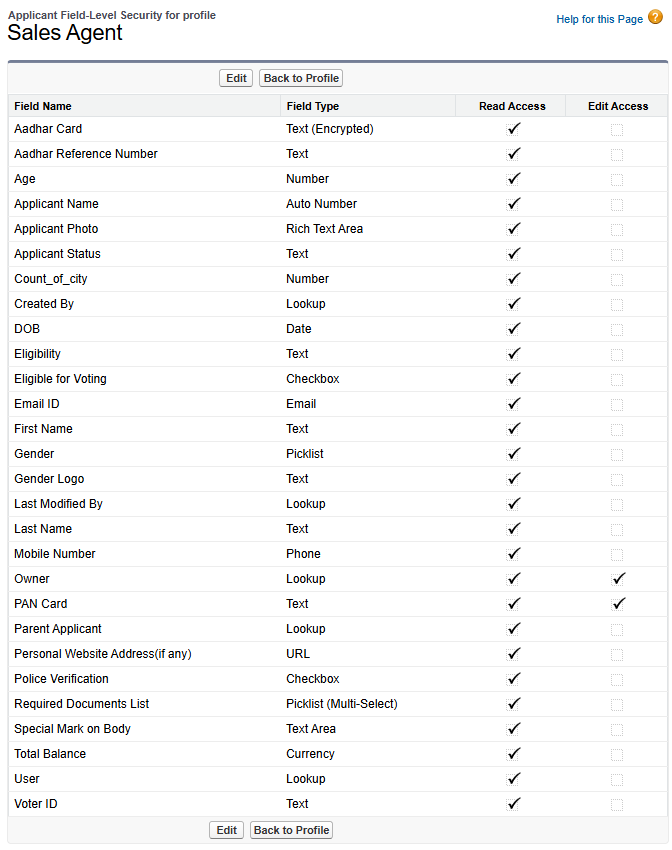 Applicant Field-Level Security for profile
Sales Agent
Help for this Page ?
Edit Back to Profile
Field Name Field Type Read Access Edit Access
Aadhar Card Text (Encrypted)
Aadhar Reference Number Text
Age Number
Applicant Name Auto Number
Applicant Photo Rich Text Area
Applicant Status Text
Count_of_city Number
Created By Lookup
DOB Date
Eligibility Text
Eligible for Voting Checkbox
Email ID Email
First Name Text
Gender Picklist
Gender Logo Text
Last Modified By Lookup
Last Name Text
Mobile Number Phone
Owner Lookup
PAN Card Text
Parent Applicant Lookup
Personal Website Address(if any) URL
Police Verification Checkbox
Required Documents List Picklist (Multi-Select)
Special Mark on Body Text Area
Total Balance Currency
User Lookup
Voter ID Text
Edit Back to Profile